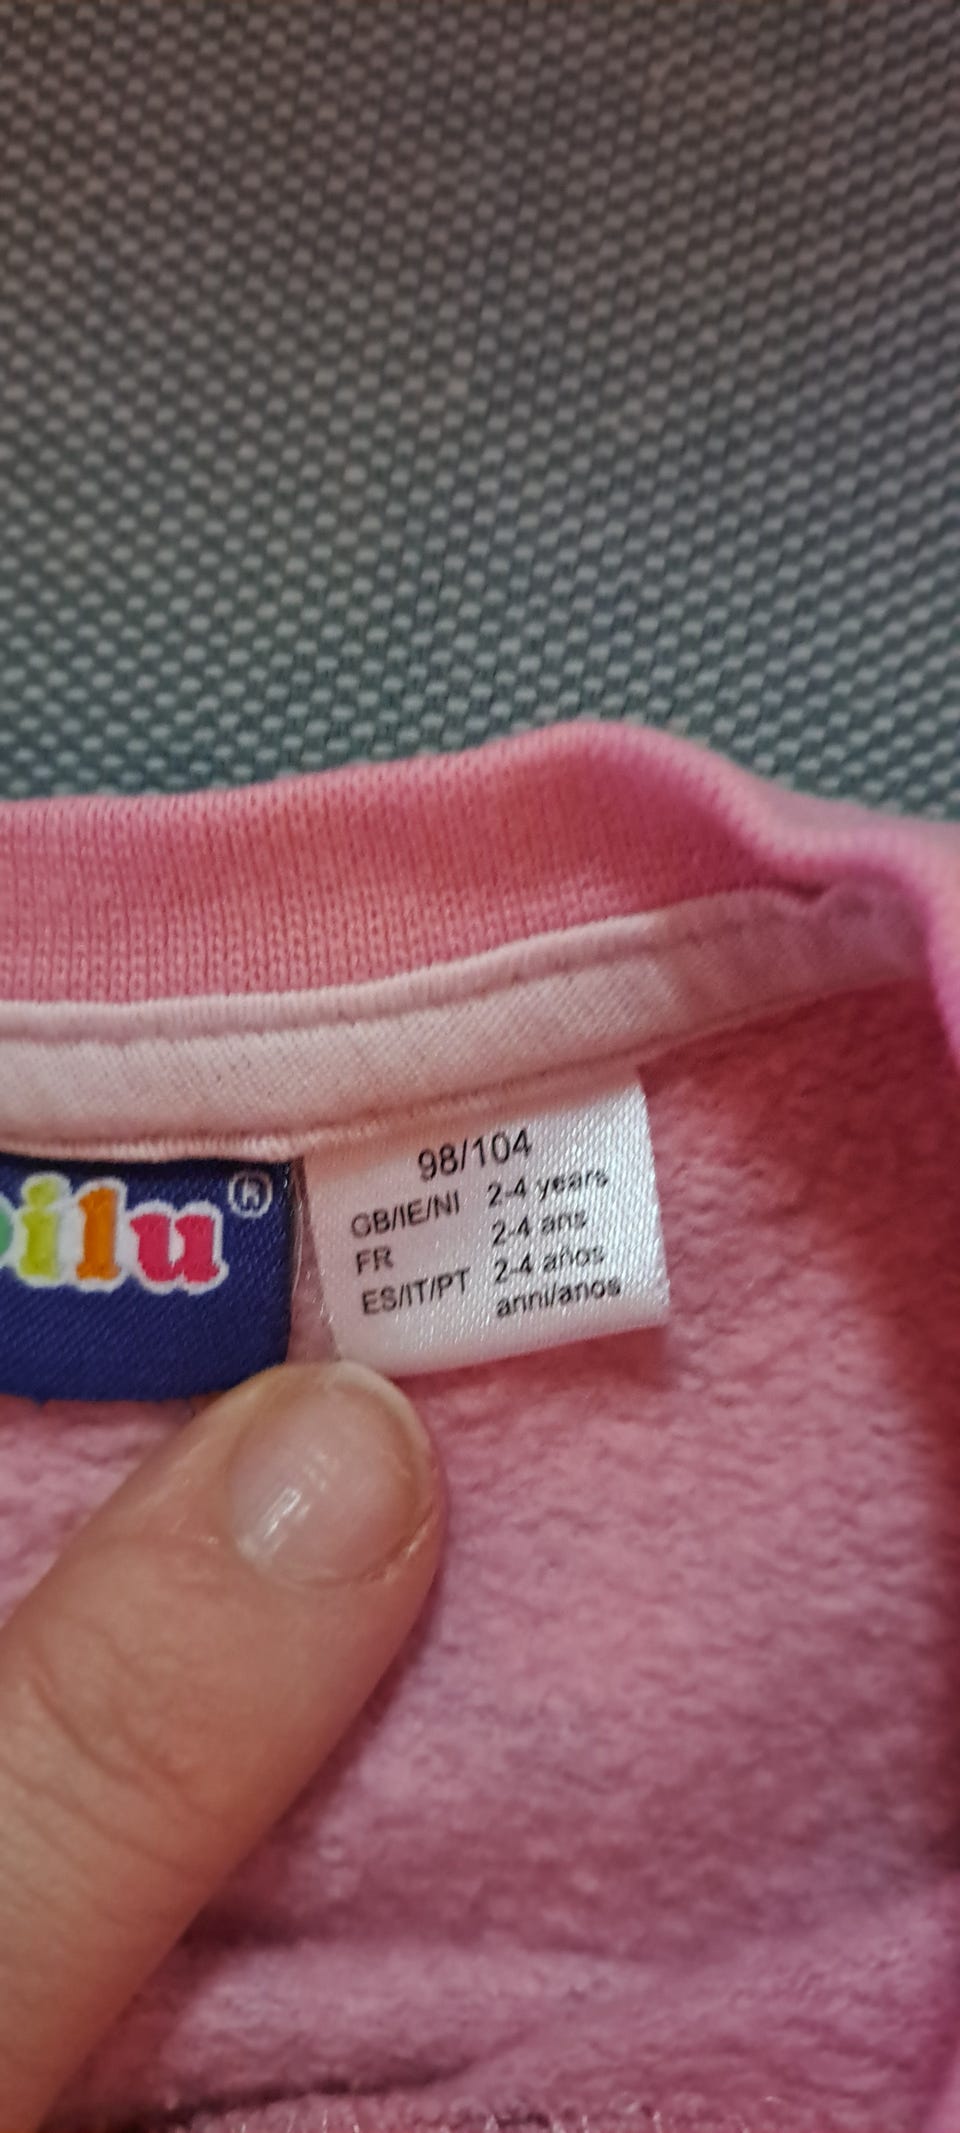 pilu®
98/104
GB/IE/NI 2-4 years
FR 2-4 ans
ES/IT/PT 2-4 años
anni/anos